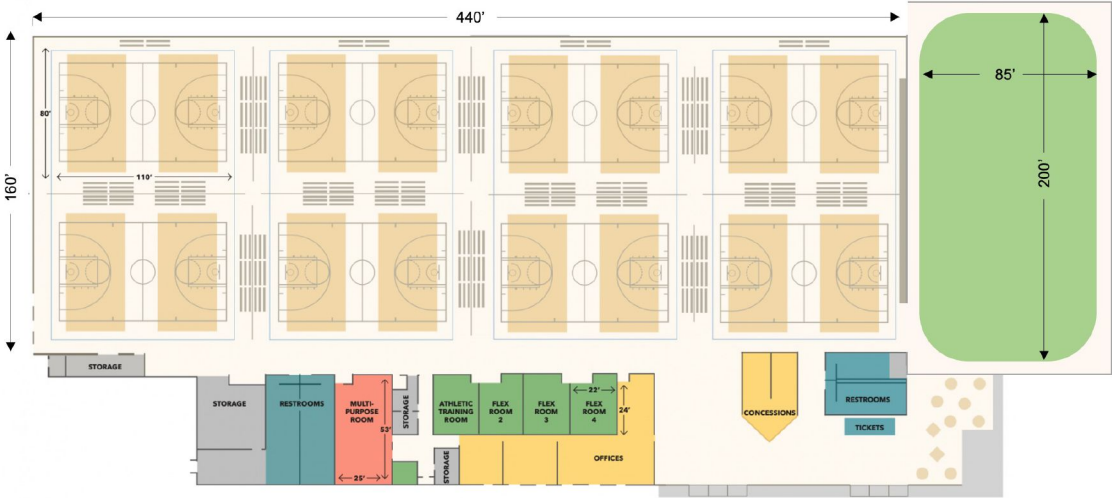 440'
85'
80'
160'
200'
110'
STORAGE
STORAGE
RESTROOMS
MULTI-
PURPOSE
ROOM
53'
25'
STORAGE
ATHLETIC
TRAINING
ROOM
FLEX
ROOM
2
FLEX
ROOM
3
22'
FLEX
ROOM
4
24'
STORAGE
OFFICES
CONCESSIONS
RESTROOMS
TICKETS